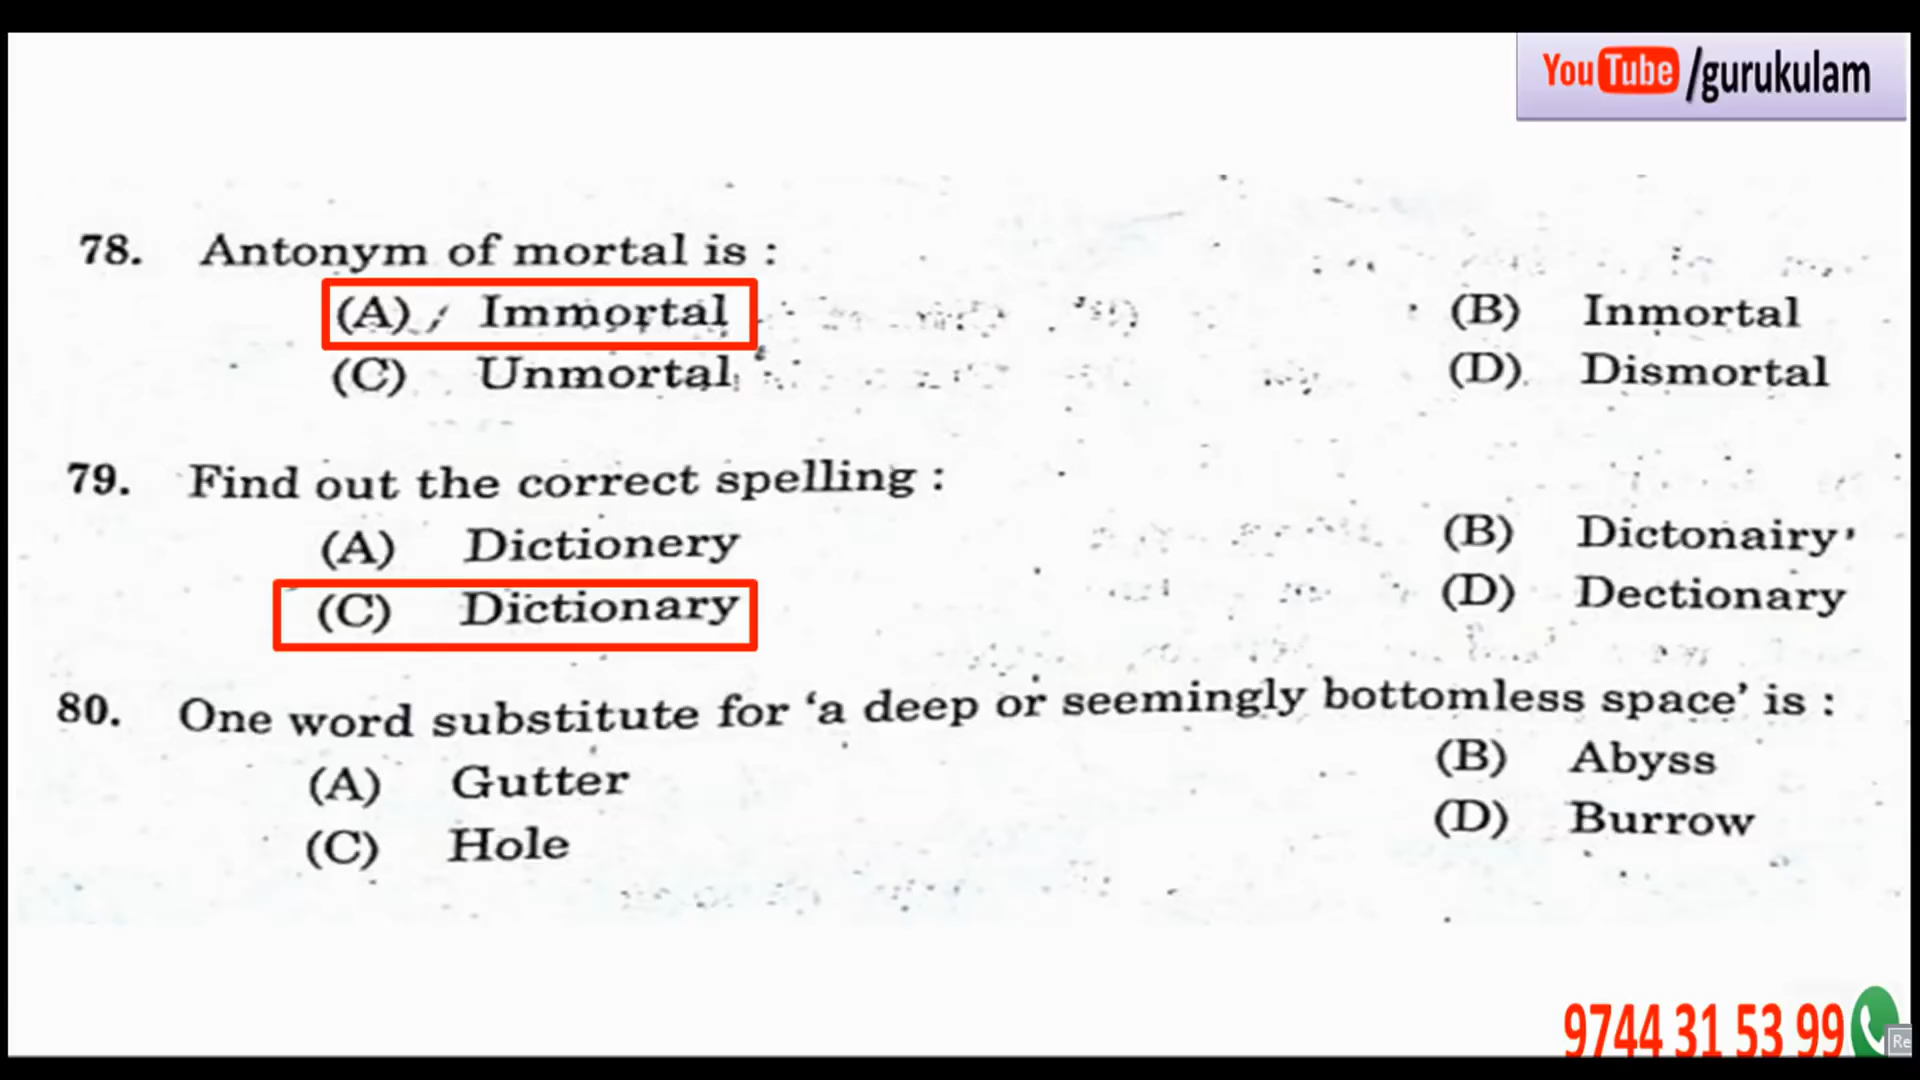 YouTube /gurukulam
78. Antonym of mortal is :
(A) Immortal (B) Inmortal
(C) Unmortal (D) Dismortal
79. Find out the correct spelling :
(A) Dictionery (B) Dictonairy
(C) Dictionary (D) Dectionary
80. One word substitute for ‘a deep or seemingly bottomless space’ is :
(A) Gutter (B) Abyss
(C) Hole (D) Burrow
9744 31 53 99
Re